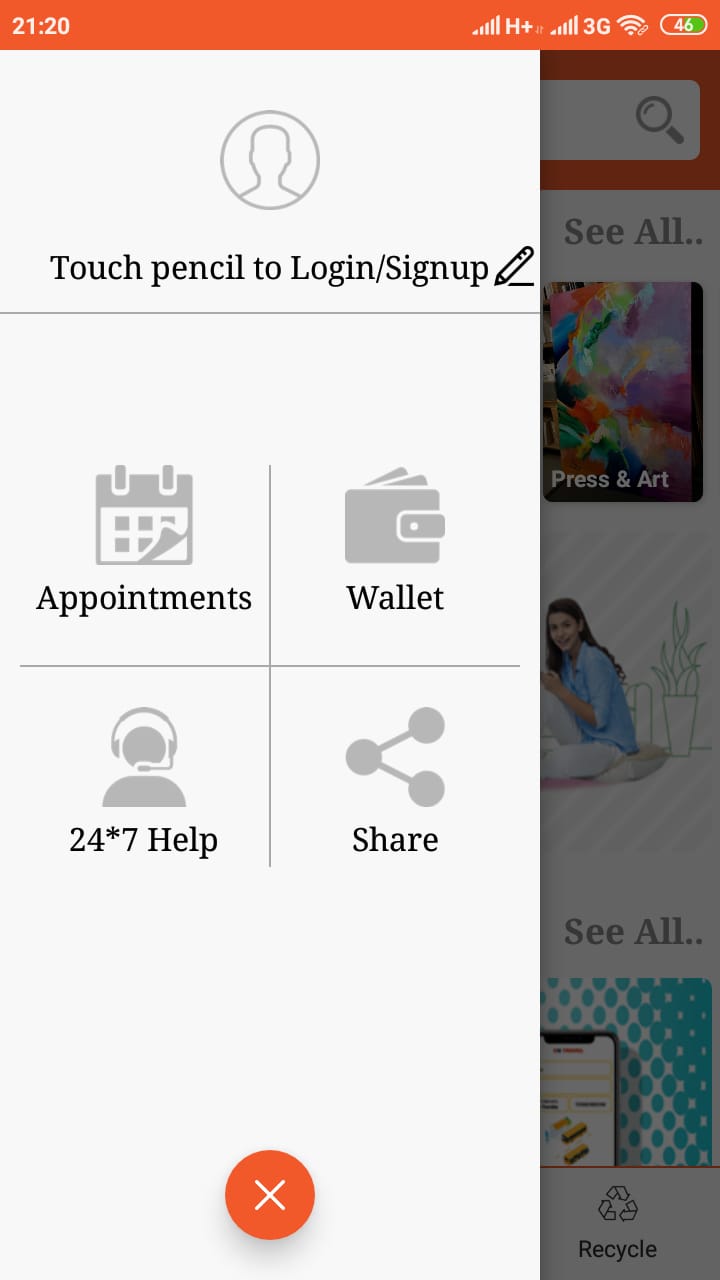 21:20
H+ 3G 46
See All..
Touch pencil to Login/Signup
Press & Art
Appointments
Wallet
24*7 Help
Share
See All..
Recycle